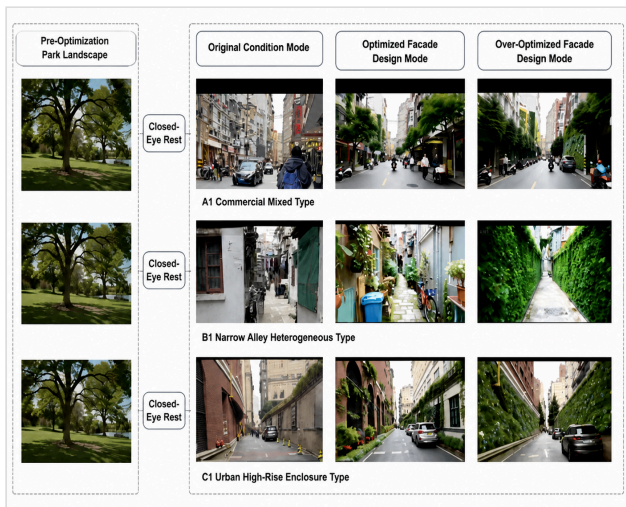 Pre-Optimization
Park Landscape
Original Condition Mode
Optimized Facade
Design Mode
Over-Optimized Facade
Design Mode
Closed-
Eye Rest
A1 Commercial Mixed Type
Closed-
Eye Rest
B1 Narrow Alley Heterogeneous Type
Closed-
Eye Rest
C1 Urban High-Rise Enclosure Type